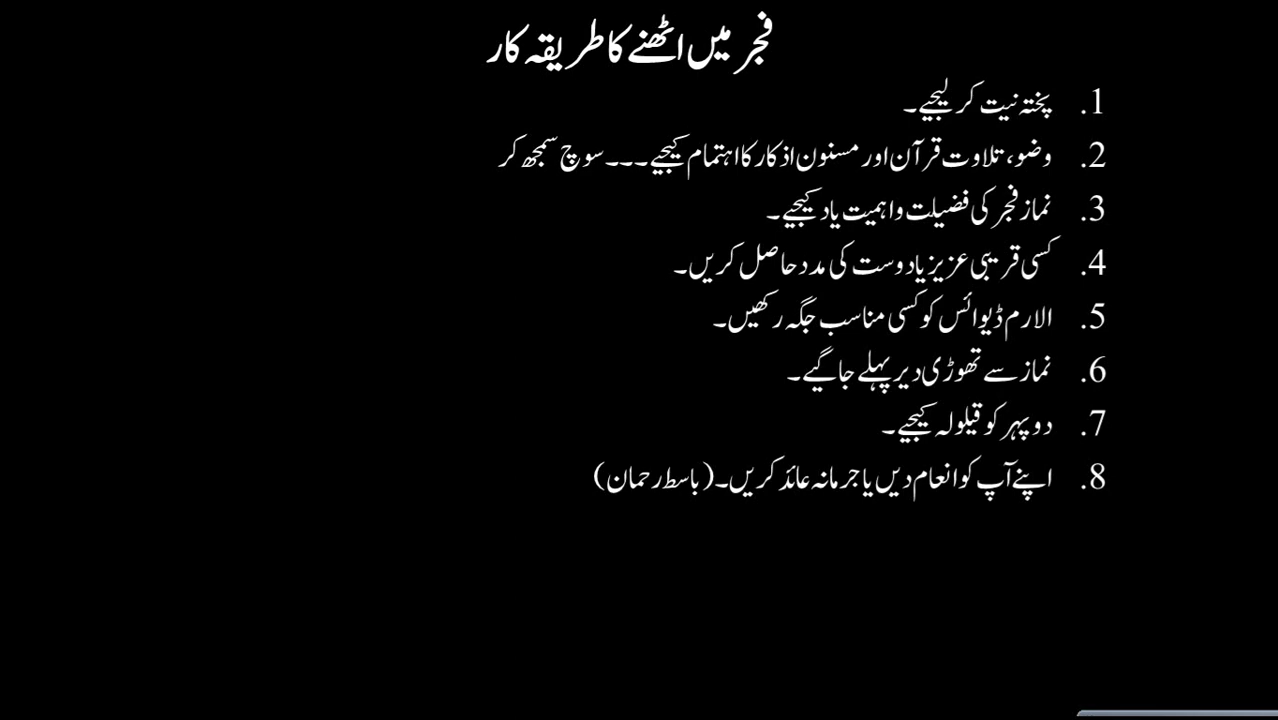 فجر میں اٹھنے کا طریقہ کار
1. پختہ نیت کر لیجیے۔
2. وضو، تلاوت قرآن اور مسنون اذکار کا اہتمام کیجیے۔۔۔سوچ سمجھ کر
3. نماز فجر کی فضیلت و اہمیت یاد کیجیے۔
4. کسی قریبی عزیز یا دوست کی مدد حاصل کریں۔
5. الارم ڈیوائس کو کسی مناسب جگہ رکھیں۔
6. نماز سے تھوڑی دیر پہلے جاگیے۔
7. دوپہر کو قیلولہ کیجیے۔
8. اپنے آپ کو انعام دیں یا جرمانہ عائد کریں۔ (باسط رحمان)